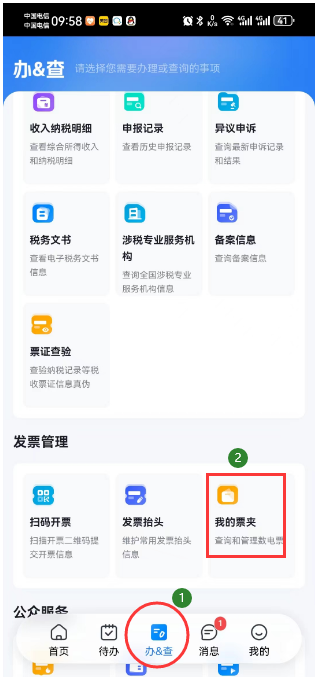 中国电信
中国电信 09:58 0 K/s 4G 4G 41
办&查 请选择您需要办理或查询的事项
收入纳税明细 申报记录 异议申诉
查看综合所得收入 查看历史申报记录 查询最新申诉记录
和纳税明细 和结果
税务文书 涉税专业服务机 备案信息
构
查看电子税务文书 查询备案信息
信息 查询全国涉税专业
服务机构信息
票证查验
查验纳税记录等税
收票证信息真伪
发票管理
2
扫码开票 发票抬头 我的票夹
扫描开票二维码提 维护常用发票抬头 查询和管理数电票
交开票信息 信息
公众服务
1
1
首页 待办 办&查 消息 我的